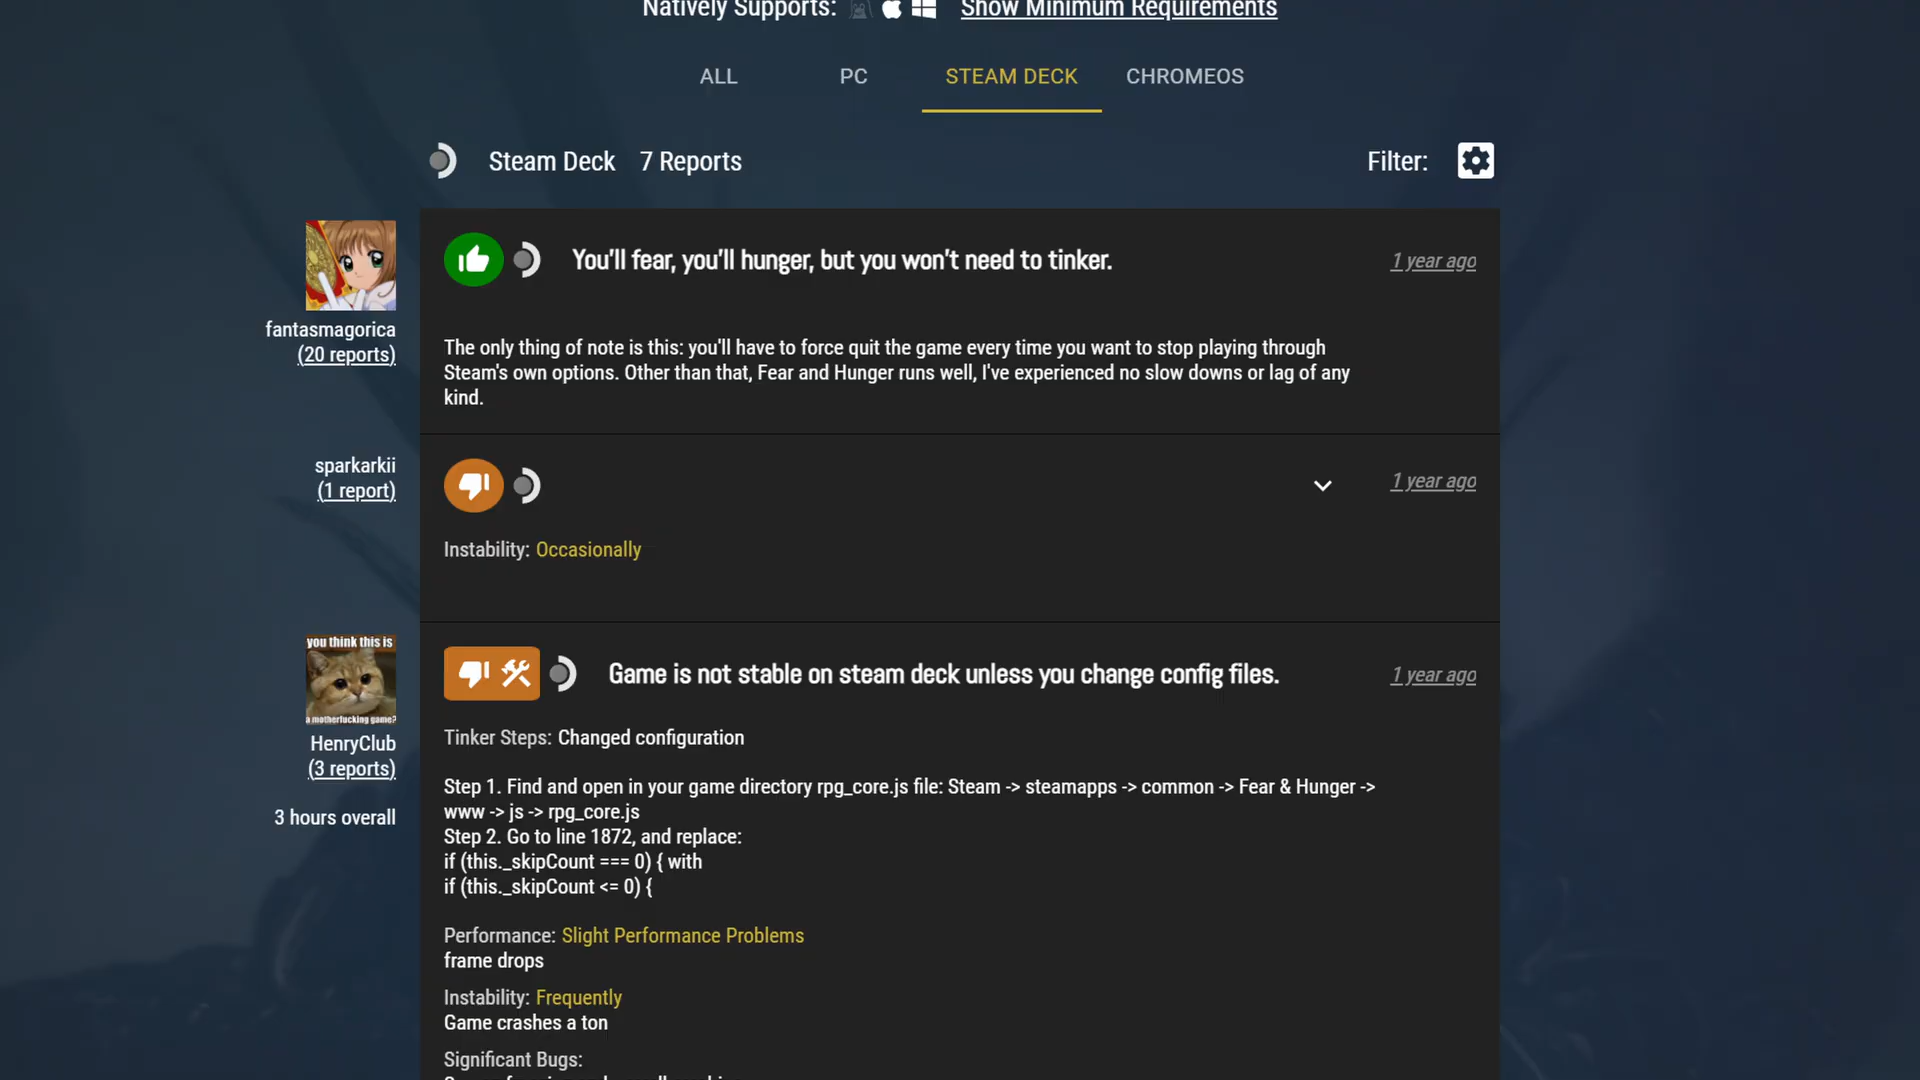 Natively Supports: Show Minimum Requirements
ALL PC STEAM DECK CHROMEOS
Steam Deck 7 Reports Filter:
You'll fear, you'll hunger, but you won't need to tinker. 1 year ago
fantasmagorica
(20 reports)
The only thing of note is this: you'll have to force quit the game every time you want to stop playing through
Steam's own options. Other than that, Fear and Hunger runs well, I've experienced no slow downs or lag of any
kind.
sparkarkii
(1 report)
1 year ago
Instability: Occasionally
you think this is
a motherfucking game?
HenryClub
(3 reports)
3 hours overall
Game is not stable on steam deck unless you change config files. 1 year ago
Tinker Steps: Changed configuration
Step 1. Find and open in your game directory rpg_core.js file: Steam -> steamapps -> common -> Fear & Hunger ->
www -> js -> rpg_core.js
Step 2. Go to line 1872, and replace:
if (this._skipCount === 0) { with
if (this._skipCount <= 0) {
Performance: Slight Performance Problems
frame drops
Instability: Frequently
Game crashes a ton
Significant Bugs: